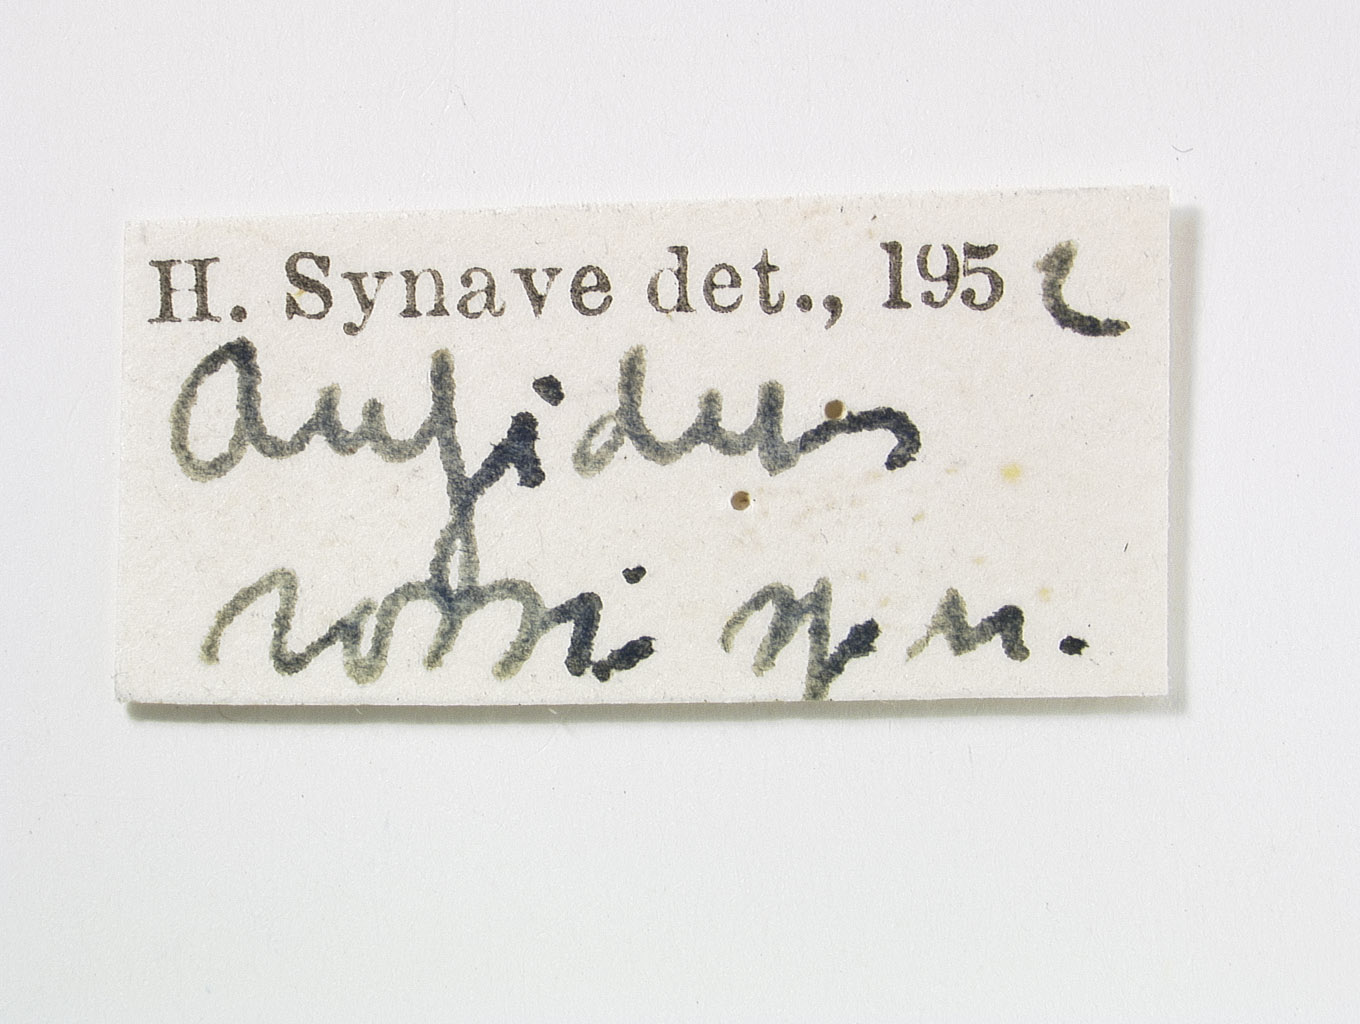 H. Synave det., 195
Aufidus
rossi sp n.